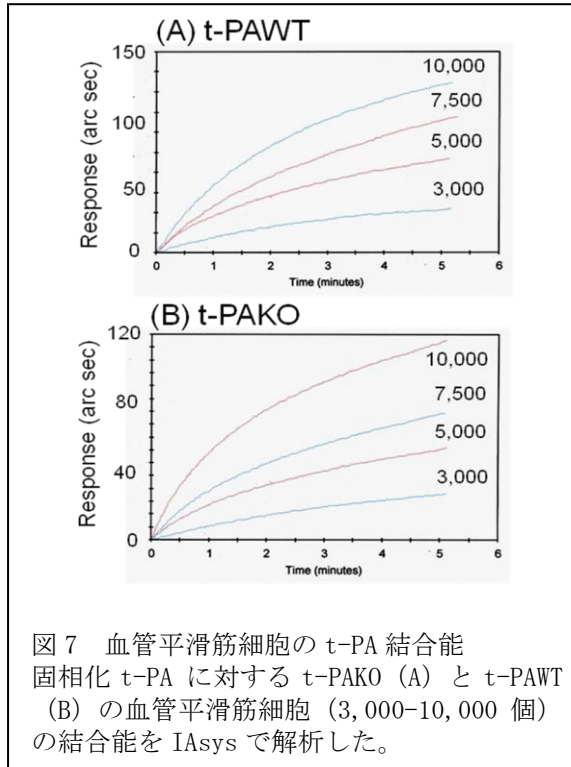 (A) t-PAWT
150
10,000
7,500
100
5,000
50
3,000
0
Response (arc sec)
0 1 2 3 4 5 6
Time (minutes)
(B) t-PAKO
120
10,000
80
7,500
5,000
40
3,000
0
Response (arc sec)
0 1 2 3 4 5 6
Time (minutes)
図7 血管平滑筋細胞の t-PA 結合能
固相化 t-PA に対する t-PAKO (A) と t-PAWT
(B) の血管平滑筋細胞 (3,000-10,000 個)
の結合能を IAsys で解析した。